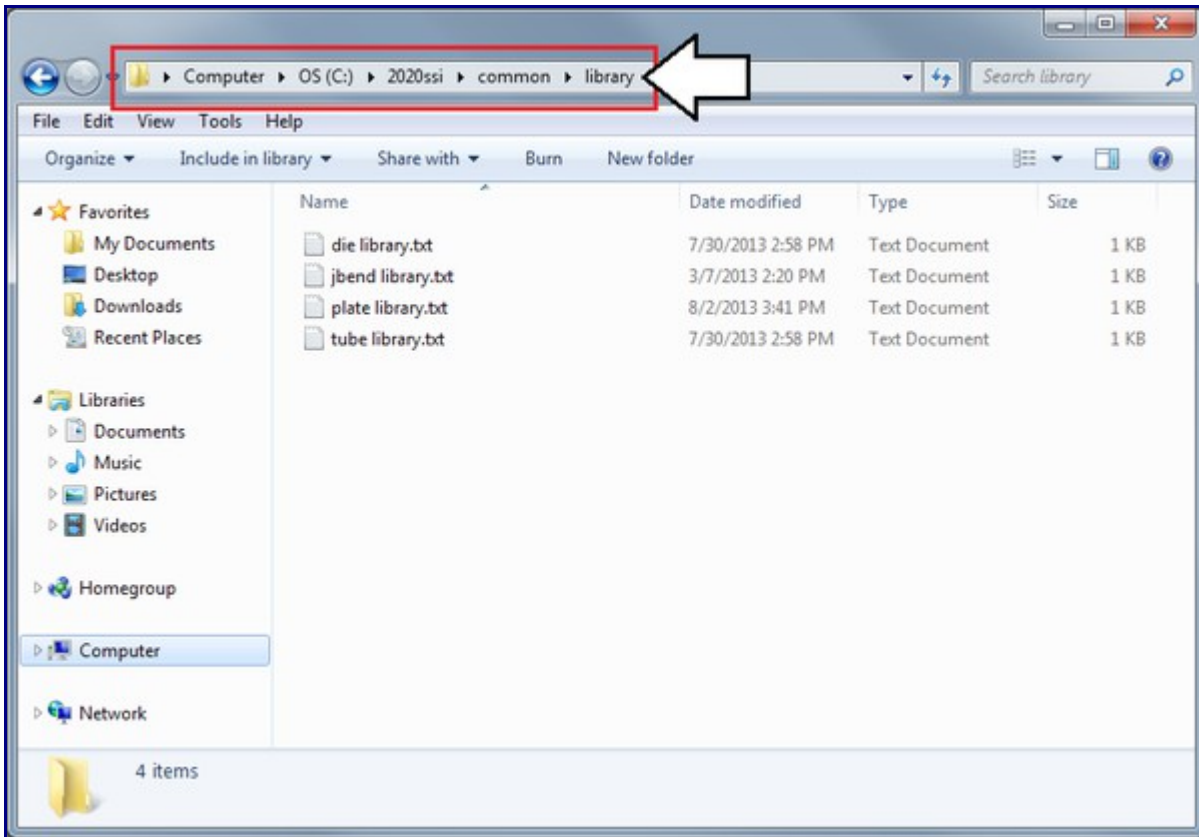 Computer OS (C:) 2020ssi common library Search library
File Edit View Tools Help
Organize Include in library Share with Burn New folder
Favorites
My Documents
Desktop
Downloads
Recent Places
Libraries
Documents
Music
Pictures
Videos
Homegroup
Computer
Network
Name Date modified Type Size
die library.txt 7/30/2013 2:58 PM Text Document 1 KB
jbend library.txt 3/7/2013 2:20 PM Text Document 1 KB
plate library.txt 8/2/2013 3:41 PM Text Document 1 KB
tube library.txt 7/30/2013 2:58 PM Text Document 1 KB
4 items